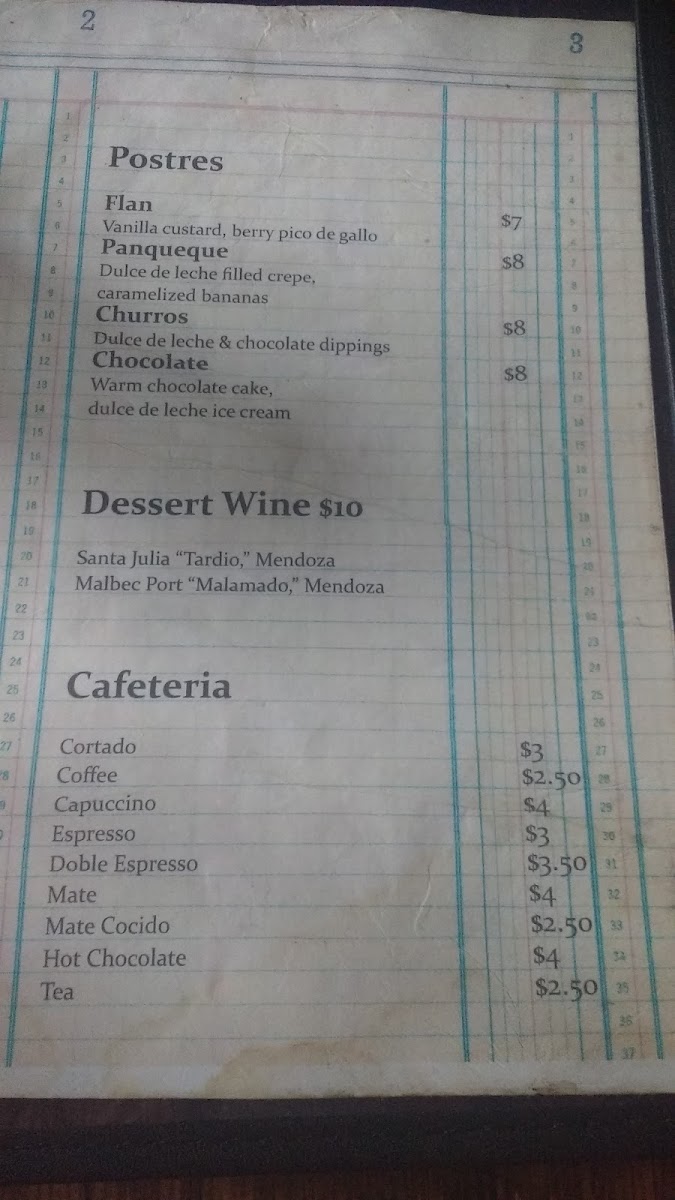 2
3
Postres
Flan
$7
Vanilla custard, berry pico de gallo
Panqueque
$8
Dulce de leche filled crepe,
caramelized bananas
Churros
$8
Dulce de leche & chocolate dippings
Chocolate
$8
Warm chocolate cake,
dulce de leche ice cream
Dessert Wine $10
Santa Julia “Tardio,” Mendoza
Malbec Port “Malamado,” Mendoza
Cafeteria
Cortado $3
Coffee $2.50
Capuccino $4
Espresso $3
Doble Espresso $3.50
Mate $4
Mate Cocido $2.50
Hot Chocolate $4
Tea $2.50